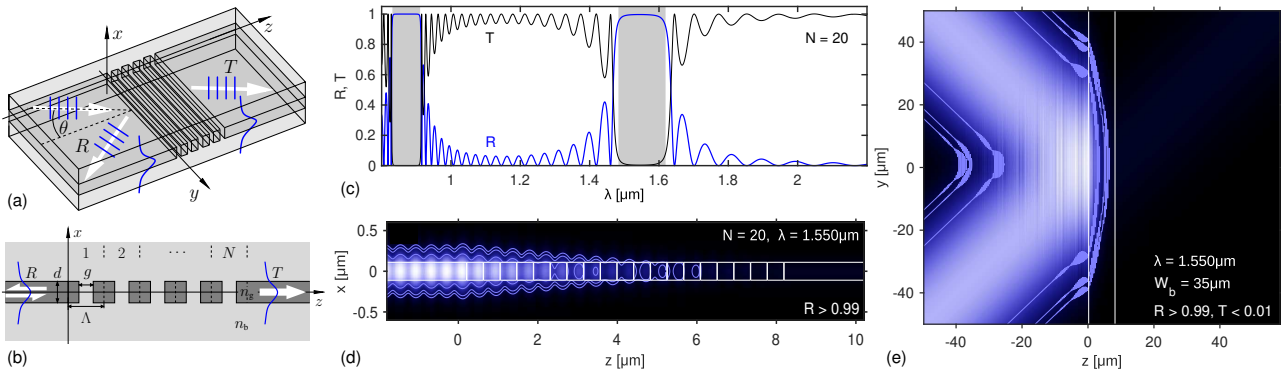 x
z
T
θ
R
y
(a)
x
1 2 · · · N
R d g T
n_g z
Λ
n_b
(b)
1
0.8
0.6
0.4
0.2
0
R, T
T
R
N = 20
1 1.2 1.4 1.6 1.8 2
λ [µm]
(c)
0.5
0
-0.5
x [µm]
N = 20, λ = 1.550µm
R > 0.99
0 2 4 6 8 10
z [µm]
(d)
40
20
0
-20
-40
y [µm]
λ = 1.550µm
W_b = 35µm
R > 0.99, T < 0.01
-40 -20 0 20 40
z [µm]
(e)